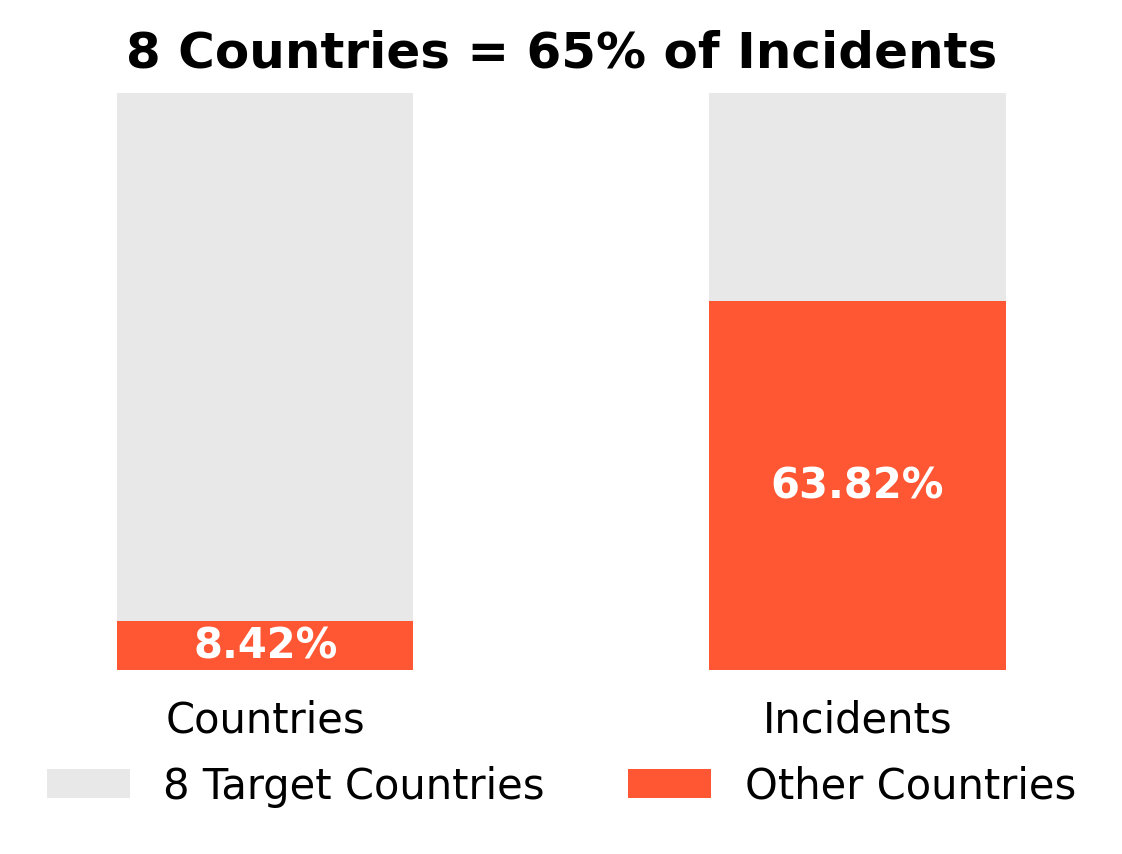 8 Countries = 65% of Incidents
63.82%
8.42%
Countries Incidents
8 Target Countries Other Countries